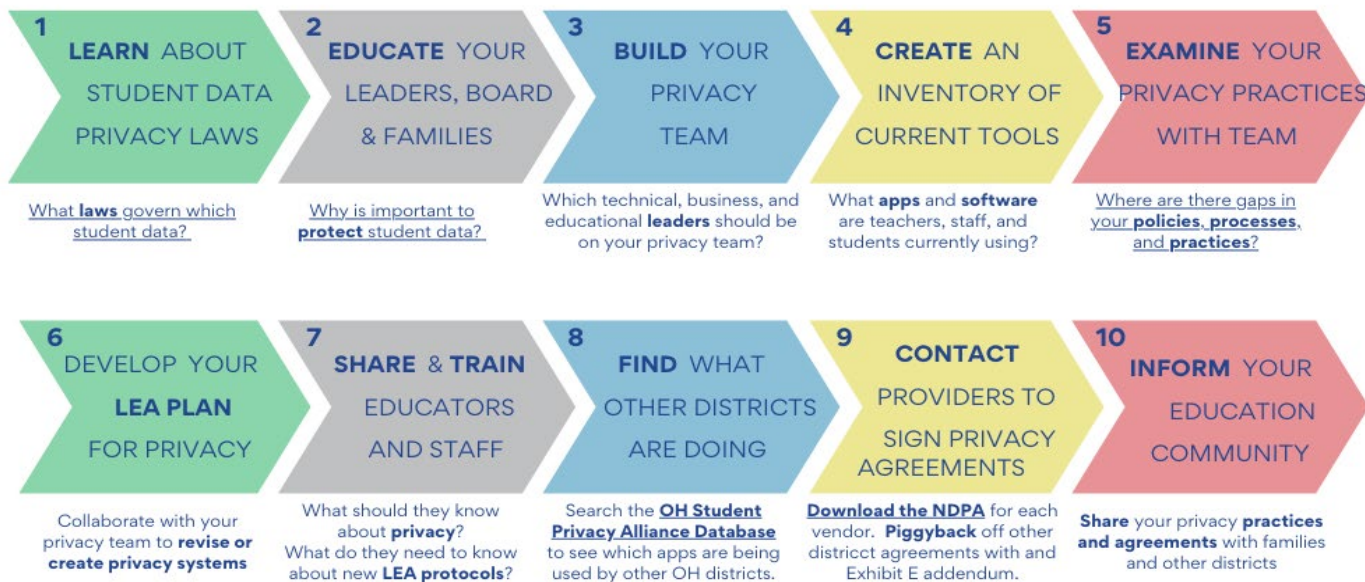 1
LEARN ABOUT
STUDENT DATA
PRIVACY LAWS
What laws govern which
student data?
2
EDUCATE YOUR
LEADERS, BOARD
& FAMILIES
Why is important to
protect student data?
3
BUILD YOUR
PRIVACY
TEAM
Which technical, business, and
educational leaders should be
on your privacy team?
4
CREATE AN
INVENTORY OF
CURRENT TOOLS
What apps and software
are teachers, staff, and
students currently using?
5
EXAMINE YOUR
PRIVACY PRACTICES
WITH TEAM
Where are there gaps in
your policies, processes,
and practices?
6
DEVELOP YOUR
LEA PLAN
FOR PRIVACY
Collaborate with your
privacy team to revise or
create privacy systems
7
SHARE & TRAIN
EDUCATORS
AND STAFF
What should they know
about privacy?
What do they need to know
about new LEA protocols?
8
FIND WHAT
OTHER DISTRICTS
ARE DOING
Search the OH Student
Privacy Alliance Database
to see which apps are being
used by other OH districts.
9
CONTACT
PROVIDERS TO
SIGN PRIVACY
AGREEMENTS
Download the NDPA for each
vendor. Piggyback off other
districct agreements with and
Exhibit E addendum.
10
INFORM YOUR
EDUCATION
COMMUNITY
Share your privacy practices
and agreements with families
and other districts